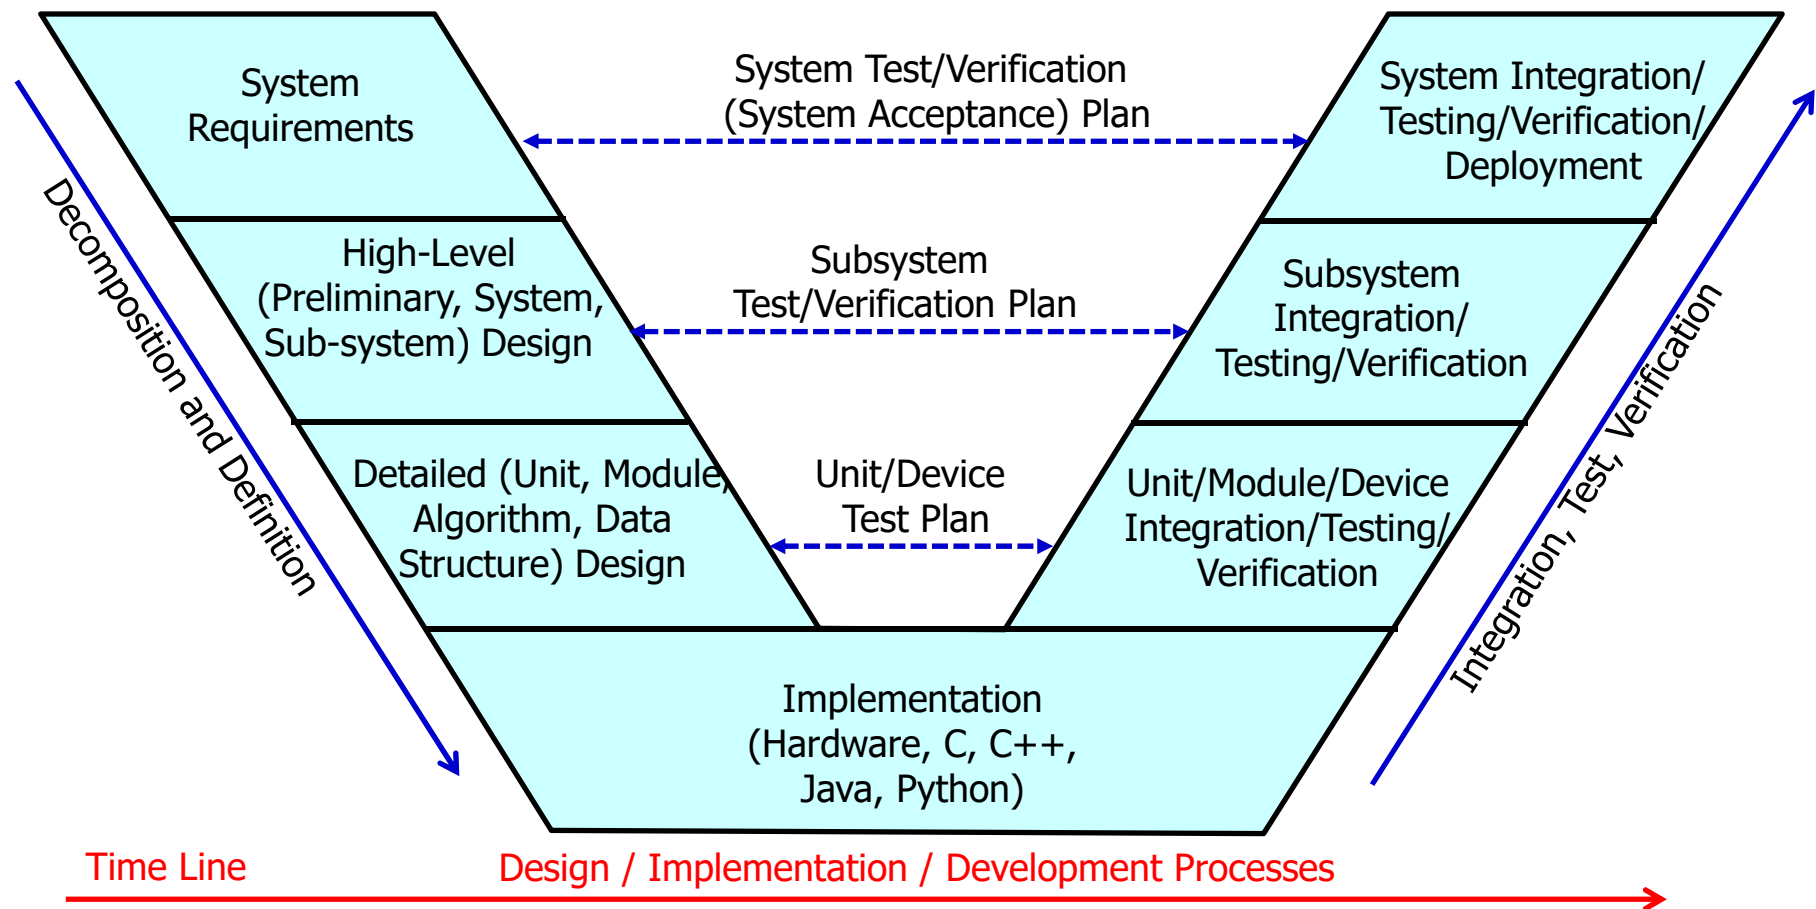 System
Requirements
System Test/Verification
(System Acceptance) Plan
System Integration/
Testing/Verification/
Deployment
Decomposition and Definition
High-Level
(Preliminary, System,
Sub-system) Design
Subsystem
Test/Verification Plan
Subsystem
Integration/
Testing/Verification
Integration, Test, Verification
Detailed (Unit, Module,
Algorithm, Data
Structure) Design
Unit/Device
Test Plan
Unit/Module/Device
Integration/Testing/
Verification
Implementation
(Hardware, C, C++,
Java, Python)
Time Line
Design / Implementation / Development Processes